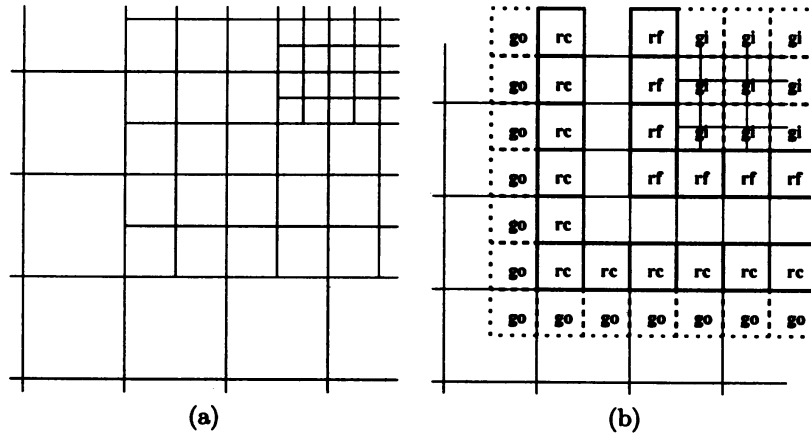 go rc rf gi gi gi
go rc rf gi gi gi
go rc rf gi gi gi
go rc rf rf rf rf
go rc
go rc rc rc rc rc rc
go go go go go go go
(a)
(b)